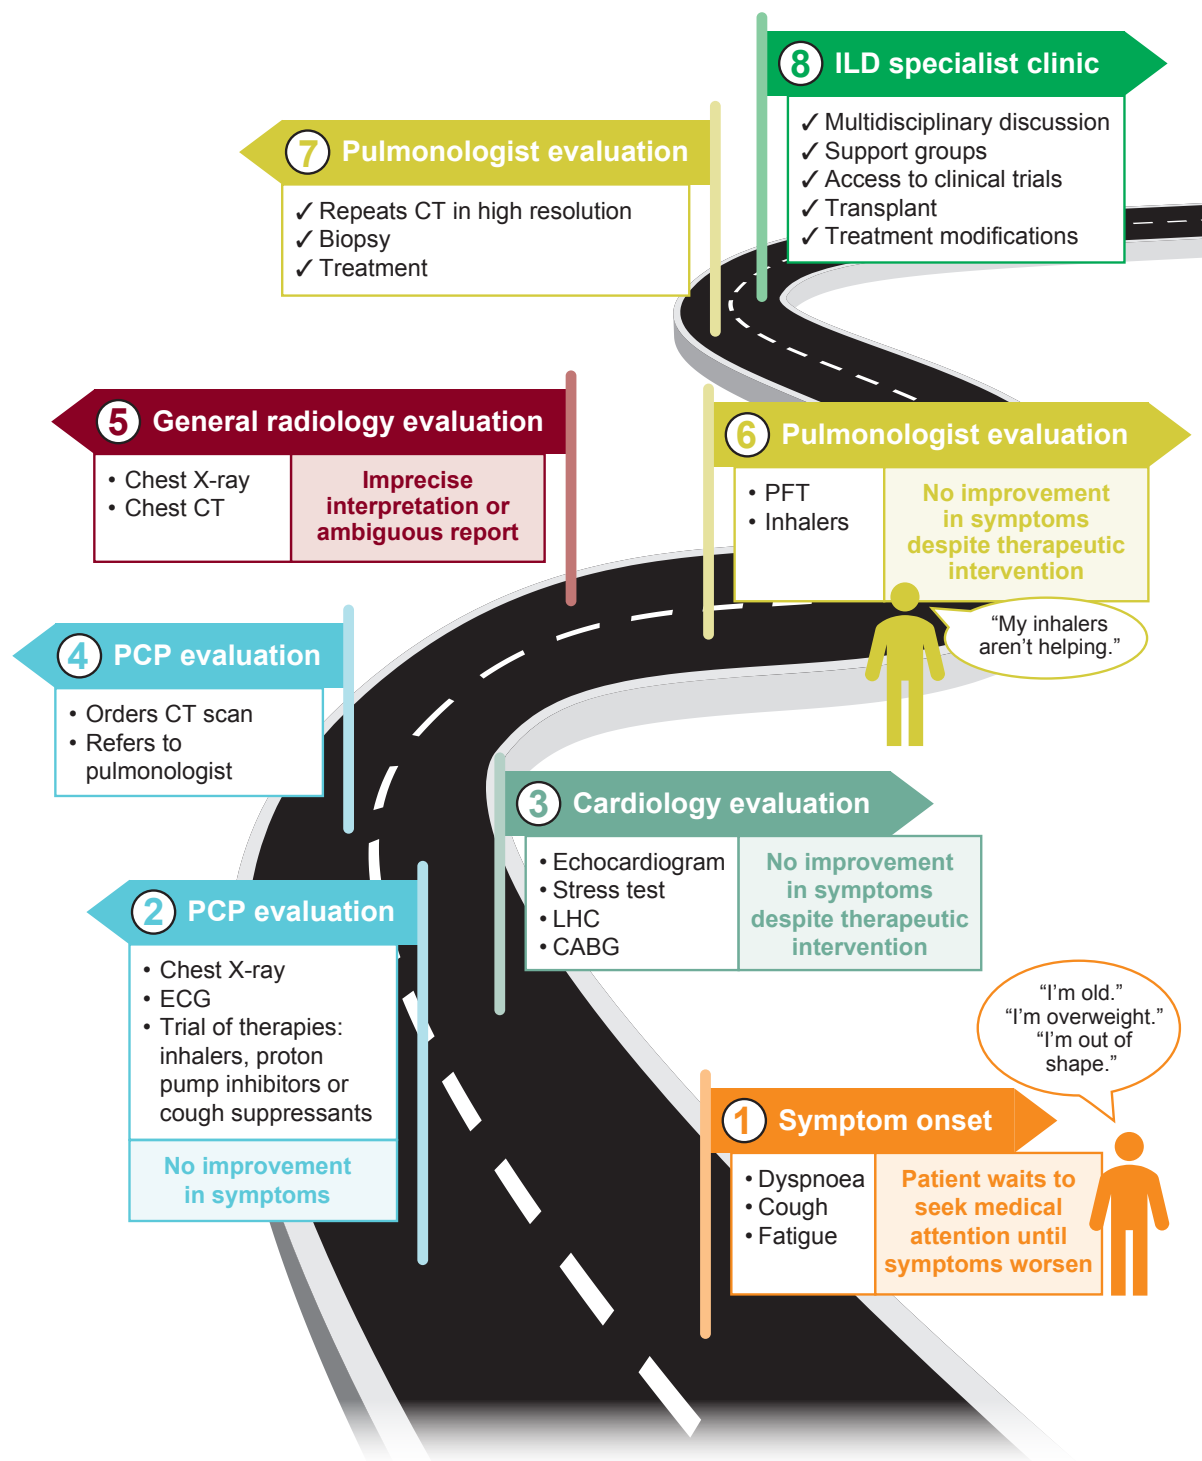 8 ILD specialist clinic
✓ Multidisciplinary discussion
✓ Support groups
✓ Access to clinical trials
✓ Transplant
✓ Treatment modifications
7 Pulmonologist evaluation
✓ Repeats CT in high resolution
✓ Biopsy
✓ Treatment
5 General radiology evaluation
• Chest X-ray
• Chest CT
Imprecise
interpretation or
ambiguous report
6 Pulmonologist evaluation
• PFT
• Inhalers
No improvement
in symptoms
despite therapeutic
intervention
“My inhalers
aren’t helping.”
4 PCP evaluation
• Orders CT scan
• Refers to
pulmonologist
3 Cardiology evaluation
• Echocardiogram
• Stress test
• LHC
• CABG
No improvement
in symptoms
despite therapeutic
intervention
2 PCP evaluation
• Chest X-ray
• ECG
• Trial of therapies:
inhalers, proton
pump inhibitors or
cough suppressants
No improvement
in symptoms
“I’m old.”
“I’m overweight.”
“I’m out of
shape.”
1 Symptom onset
• Dyspnoea
• Cough
• Fatigue
Patient waits to
seek medical
attention until
symptoms worsen